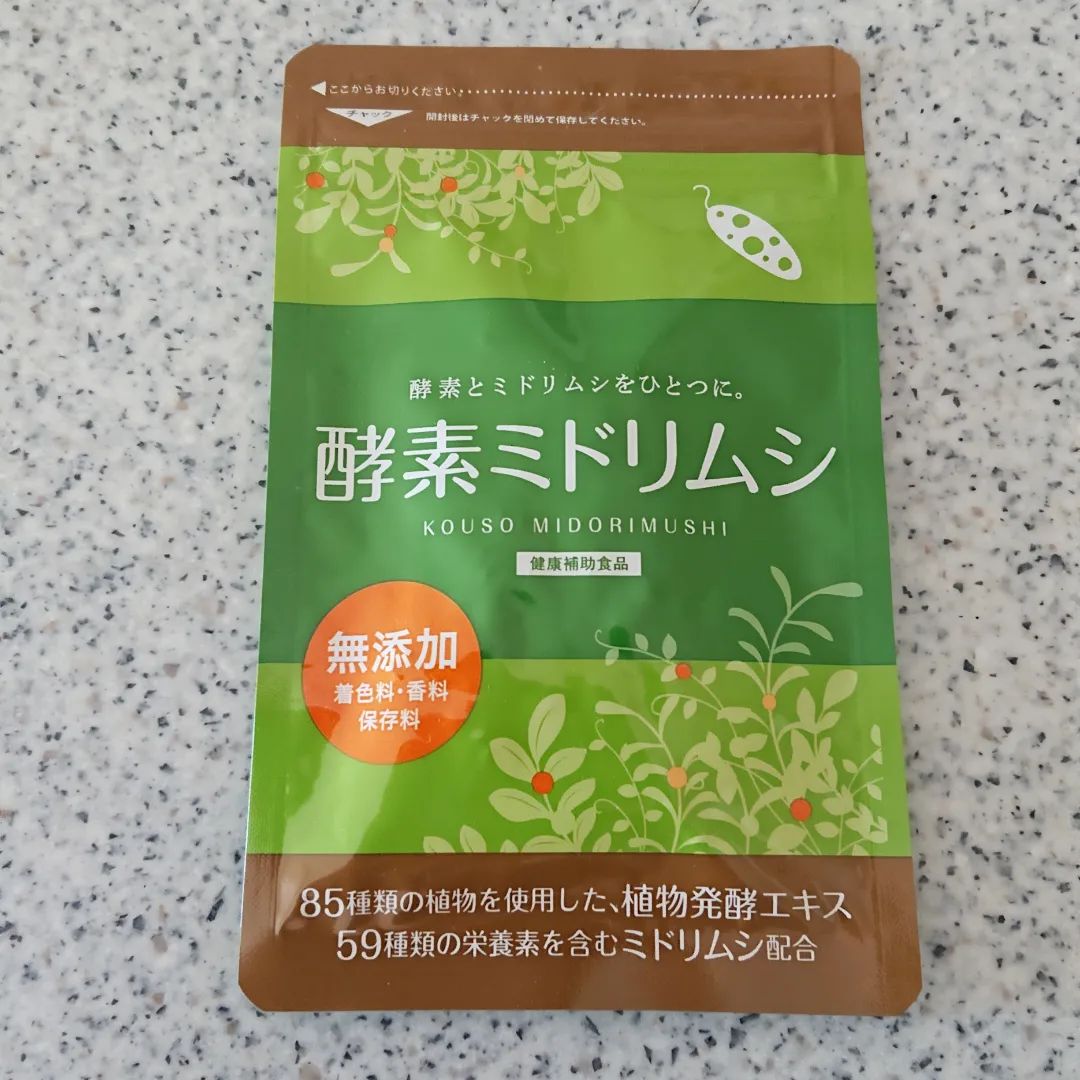 ここからお切りください。
チャック
開封後はチャックを閉めて保存してください。
酵素とミドリムシをひとつに。
酵素ミドリムシ
KOUSO MIDORIMUSHI
健康補助食品
無添加
着色料・香料
保存料
85種類の植物を使用した、植物発酵エキス
59種類の栄養素を含むミドリムシ配合